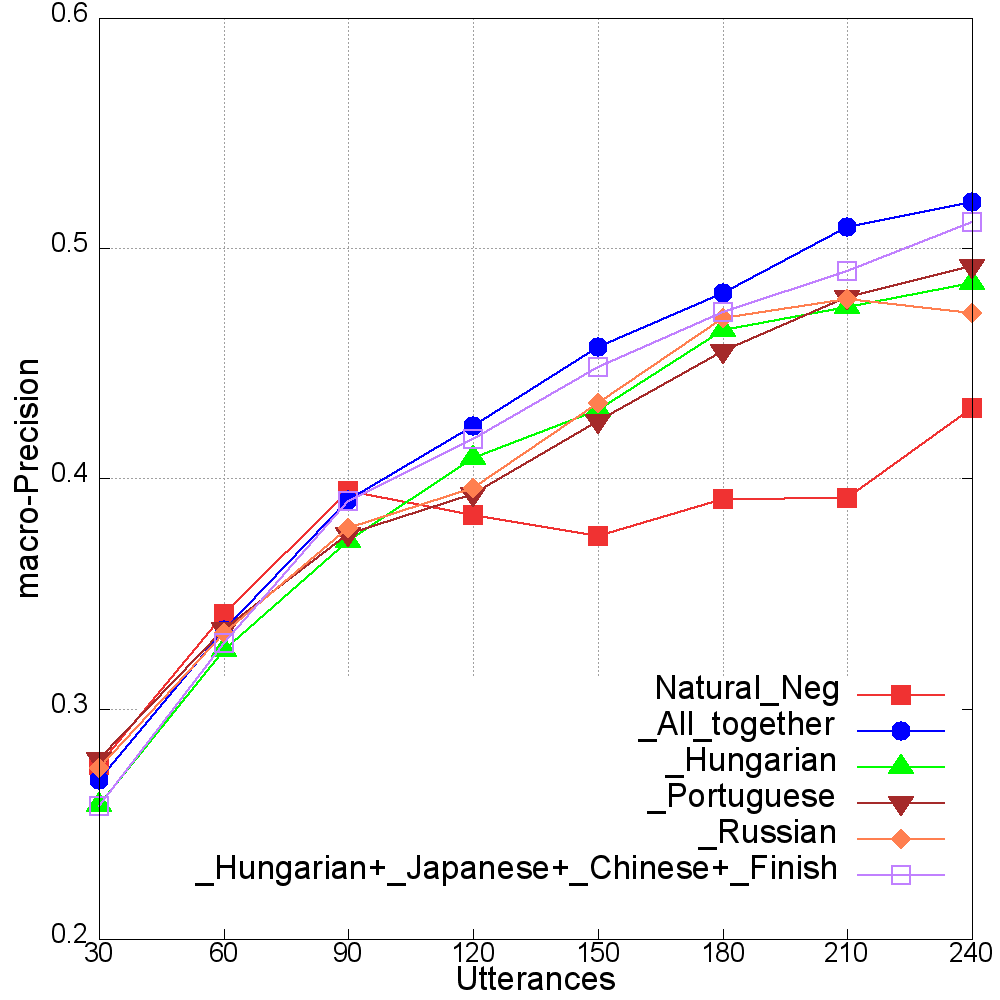 0.6
0.5
0.4
0.3
0.2
macro-Precision
Natural_Neg
_All_together
_Hungarian
_Portuguese
_Russian
_Hungarian+_Japanese+_Chinese+_Finish
30 60 90 120 150 180 210 240
Utterances